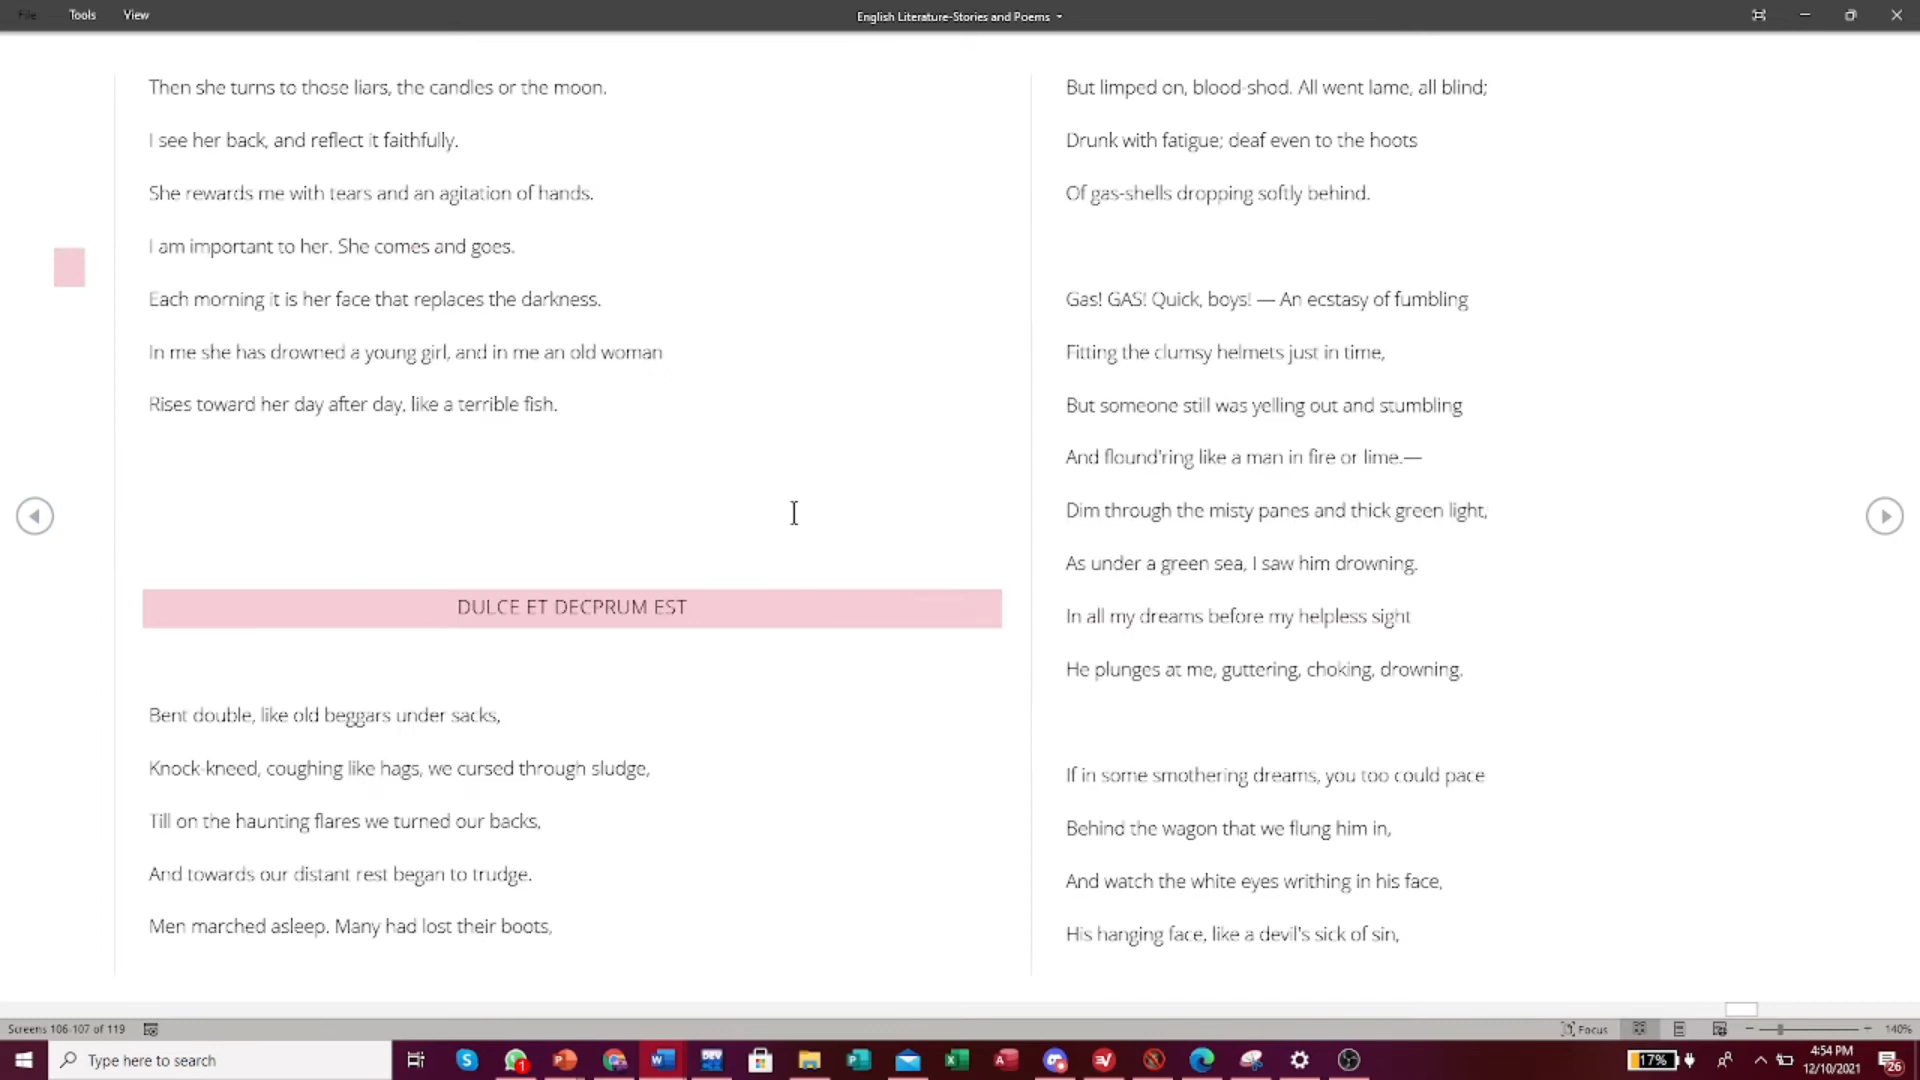 File Tools View English Literature-Stories and Poems
Then she turns to those liars, the candles or the moon.
I see her back, and reflect it faithfully.
She rewards me with tears and an agitation of hands.
I am important to her. She comes and goes.
Each morning it is her face that replaces the darkness.
In me she has drowned a young girl, and in me an old woman
Rises toward her day after day, like a terrible fish.
DULCE ET DECPRUM EST
Bent double, like old beggars under sacks,
Knock-kneed, coughing like hags, we cursed through sludge,
Till on the haunting flares we turned our backs,
And towards our distant rest began to trudge.
Men marched asleep. Many had lost their boots,
But limped on, blood-shod. All went lame, all blind;
Drunk with fatigue; deaf even to the hoots
Of gas-shells dropping softly behind.
Gas! GAS! Quick, boys! — An ecstasy of fumbling
Fitting the clumsy helmets just in time,
But someone still was yelling out and stumbling
And flound'ring like a man in fire or lime.—
Dim through the misty panes and thick green light,
As under a green sea, I saw him drowning.
In all my dreams before my helpless sight
He plunges at me, guttering, choking, drowning.
If in some smothering dreams, you too could pace
Behind the wagon that we flung him in,
And watch the white eyes writhing in his face,
His hanging face, like a devil's sick of sin,
Screens 106-107 of 119 Focus 140%
Type here to search 17% 4:54 PM
12/10/2021
26
1
DEV